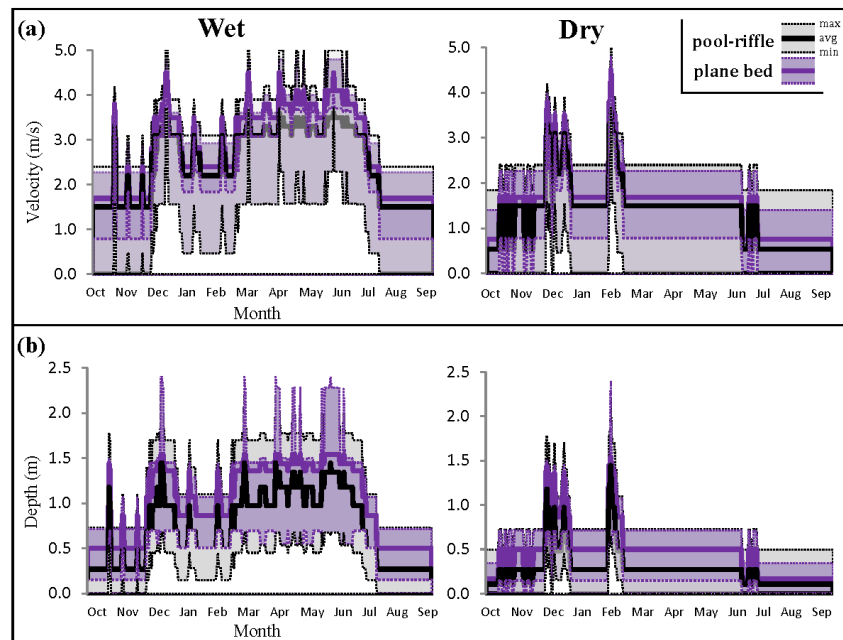 (a) Wet Dry
pool-riffle max
avg
min
plane bed
Velocity (m/s)
5.0 5.0
4.0 4.0
3.0 3.0
2.0 2.0
1.0 1.0
0.0 0.0
Oct Nov Dec Jan Feb Mar Apr May Jun Jul Aug Sep Oct Nov Dec Jan Feb Mar Apr May Jun Jul Aug Sep
Month
(b)
Depth (m)
2.5 2.5
2.0 2.0
1.5 1.5
1.0 1.0
0.5 0.5
0.0 0.0
Oct Nov Dec Jan Feb Mar Apr May Jun Jul Aug Sep Oct Nov Dec Jan Feb Mar Apr May Jun Jul Aug Sep
Month